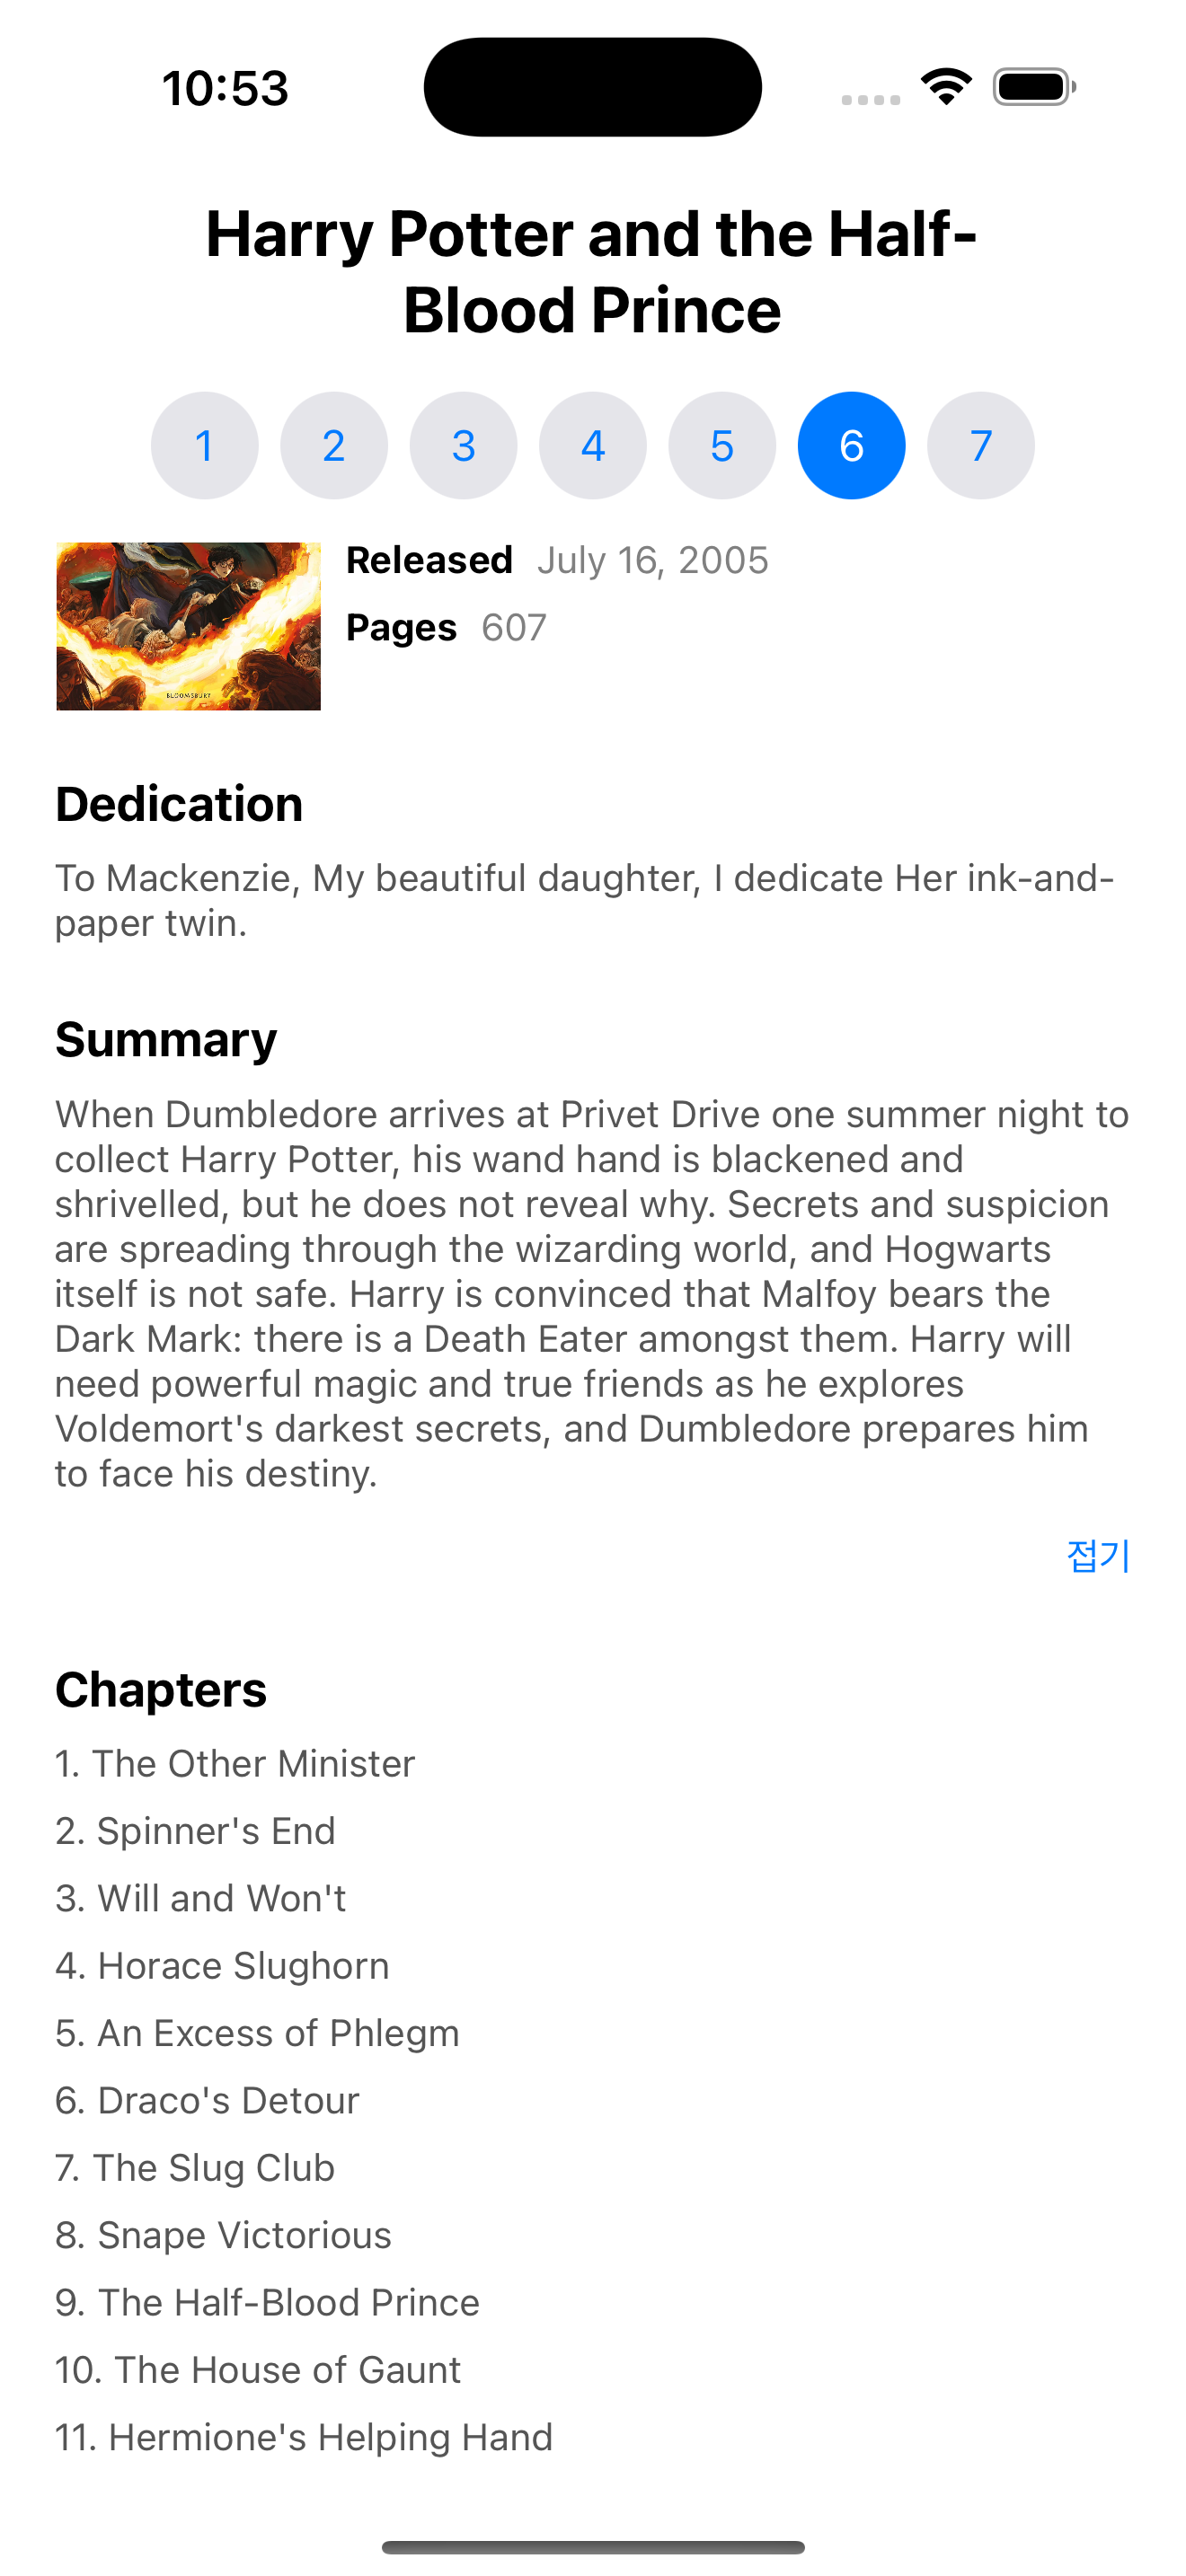 10:53
Harry Potter and the Half-
Blood Prince
1 2 3 4 5 6 7
Released July 16, 2005
Pages 607
BLOOMSBURY
Dedication
To Mackenzie, My beautiful daughter, I dedicate Her ink-and-
paper twin.
Summary
When Dumbledore arrives at Privet Drive one summer night to
collect Harry Potter, his wand hand is blackened and
shrivelled, but he does not reveal why. Secrets and suspicion
are spreading through the wizarding world, and Hogwarts
itself is not safe. Harry is convinced that Malfoy bears the
Dark Mark: there is a Death Eater amongst them. Harry will
need powerful magic and true friends as he explores
Voldemort's darkest secrets, and Dumbledore prepares him
to face his destiny.
접기
Chapters
1. The Other Minister
2. Spinner's End
3. Will and Won't
4. Horace Slughorn
5. An Excess of Phlegm
6. Draco's Detour
7. The Slug Club
8. Snape Victorious
9. The Half-Blood Prince
10. The House of Gaunt
11. Hermione's Helping Hand